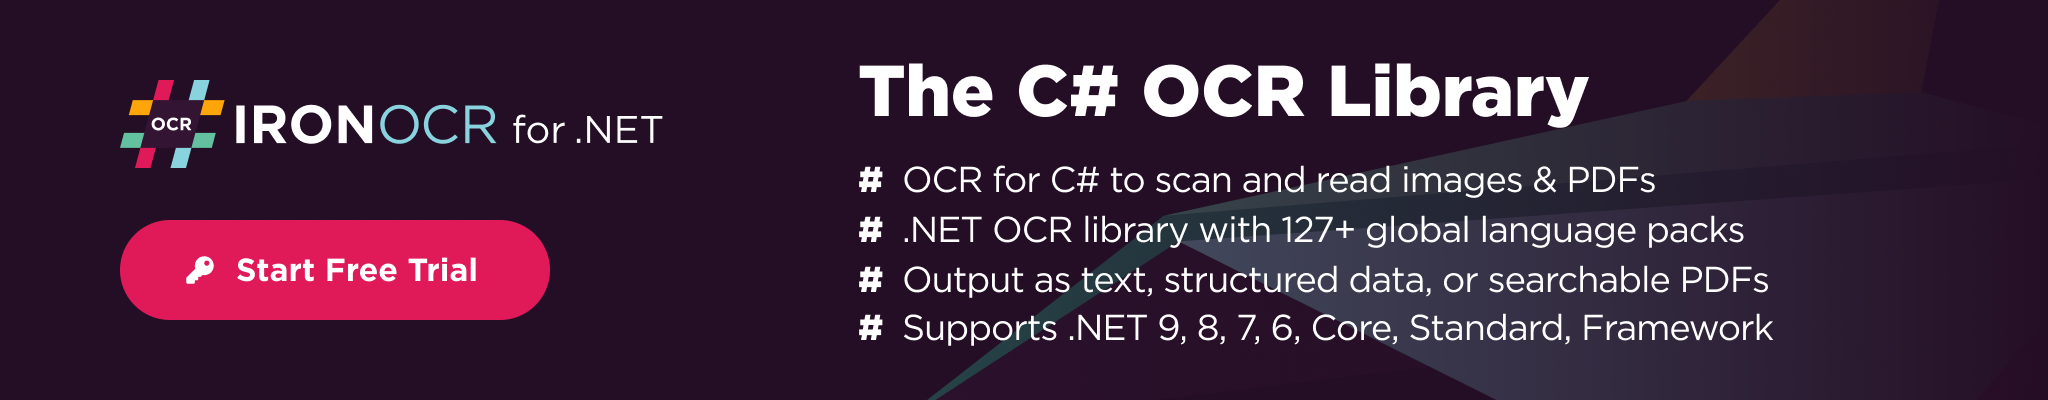 OCR
IRONOCR for .NET
Start Free Trial
The C# OCR Library
# OCR for C# to scan and read images & PDFs
# .NET OCR library with 127+ global language packs
# Output as text, structured data, or searchable PDFs
# Supports .NET 9, 8, 7, 6, Core, Standard, Framework